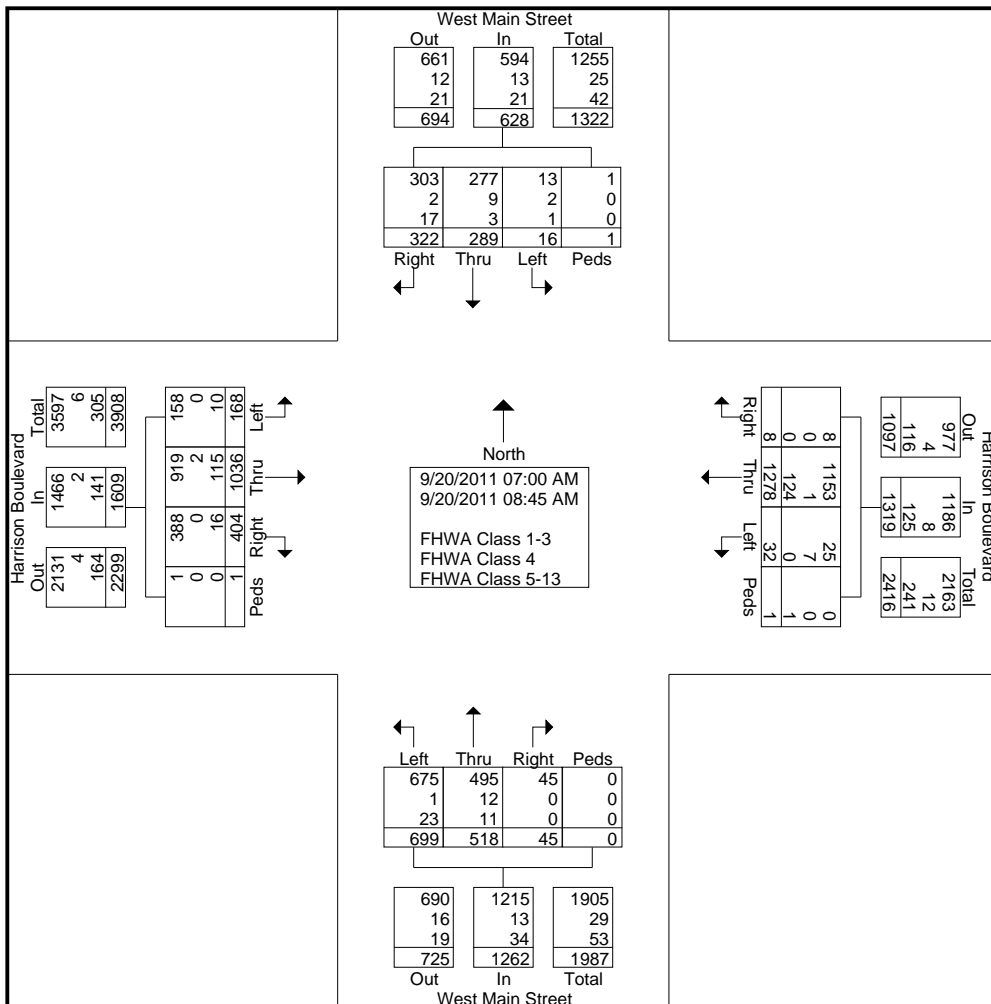 West Main Street
Out In Total
661 594 1255
12 13 25
21 21 42
694 628 1322
303 277 13 1
2 9 2 0
17 3 1 0
322 289 16 1
Right Thru Left Peds
Harrison Boulevard
Total In Out
3597 1466 2131
6 2 4
305 141 164
3908 1609 2299
158 919 388 1
0 2 0 0
10 115 16 0
168 1036 404 1
Left Thru Right Peds
North
9/20/2011 07:00 AM
9/20/2011 08:45 AM
FHWA Class 1-3
FHWA Class 4
FHWA Class 5-13
Harrison Boulevard
Out In Total
977 1186 2163
4 8 12
116 125 241
1097 1319 2416
8 1153 25 0
0 1 7 0
0 124 0 1
8 1278 32 1
Right Thru Left Peds
Left Thru Right Peds
675 495 45 0
1 12 0 0
23 11 0 0
699 518 45 0
690 1215 1905
16 13 29
19 34 53
725 1262 1987
Out In Total
West Main Street